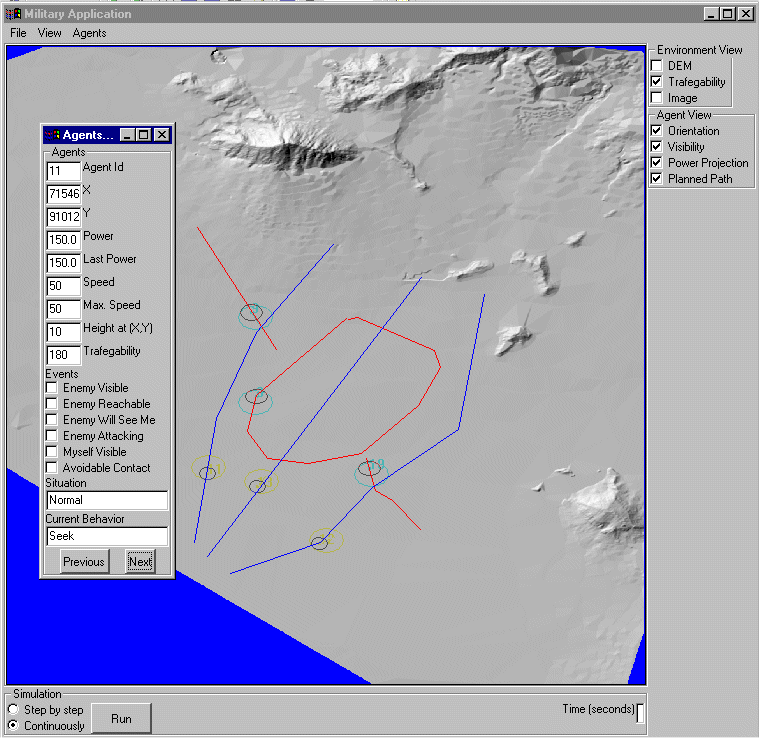 Military Application
File View Agents
Environment View
DEM
Trafegability
Image
Agent View
Orientation
Visibility
Power Projection
Planned Path
Agents...
Agents
11 Agent Id
71546 X
91012 Y
150.0 Power
150.0 Last Power
50 Speed
50 Max. Speed
10 Height at (X,Y)
180 Trafegability
Events
Enemy Visible
Enemy Reachable
Enemy Will See Me
Enemy Attacking
Myself Visible
Avoidable Contact
Situation
Normal
Current Behavior
Seek
Previous Next
Simulation
Step by step
Continuously
Run
Time (seconds)